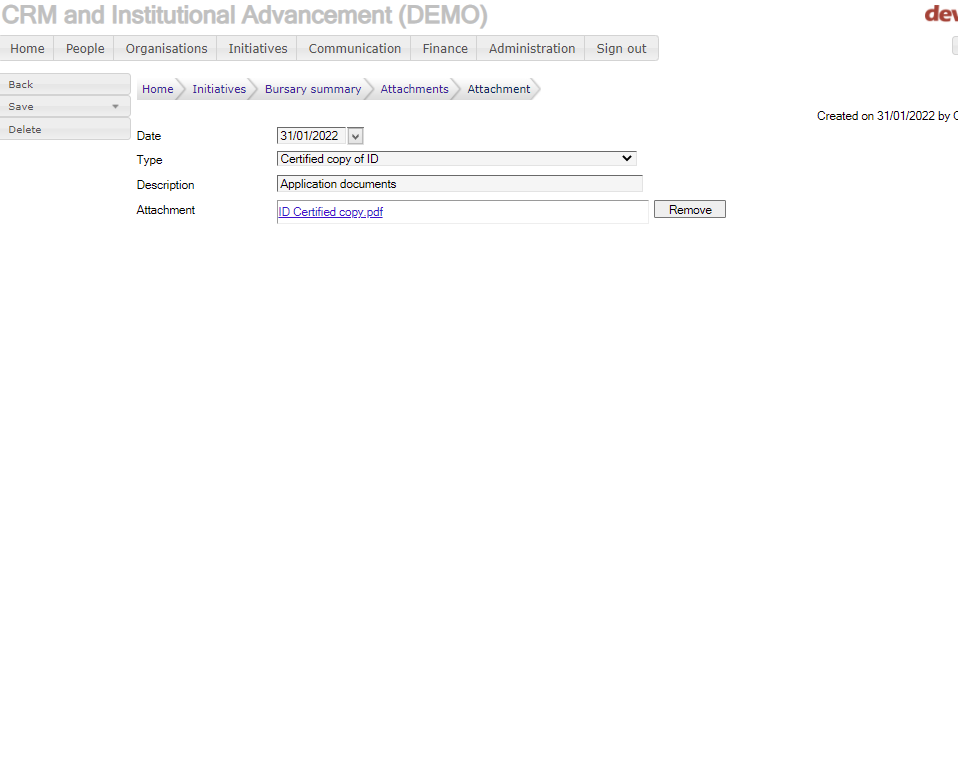 CRM and Institutional Advancement (DEMO)
dev
Home People Organisations Initiatives Communication Finance Administration Sign out
Back
Save
Delete
Home Initiatives Bursary summary Attachments Attachment
Created on 31/01/2022 by
Date 31/01/2022
Type Certified copy of ID
Description Application documents
Attachment ID Certified copy.pdf Remove